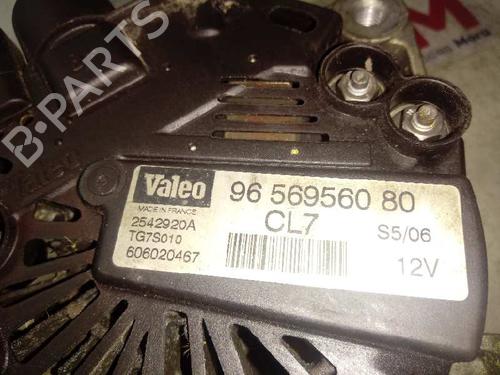 B-PARTS
M
Valeo
MADE IN FRANCE
2542920A
TG7S010
606020467
96 569560 80
CL7
S5/06
12V